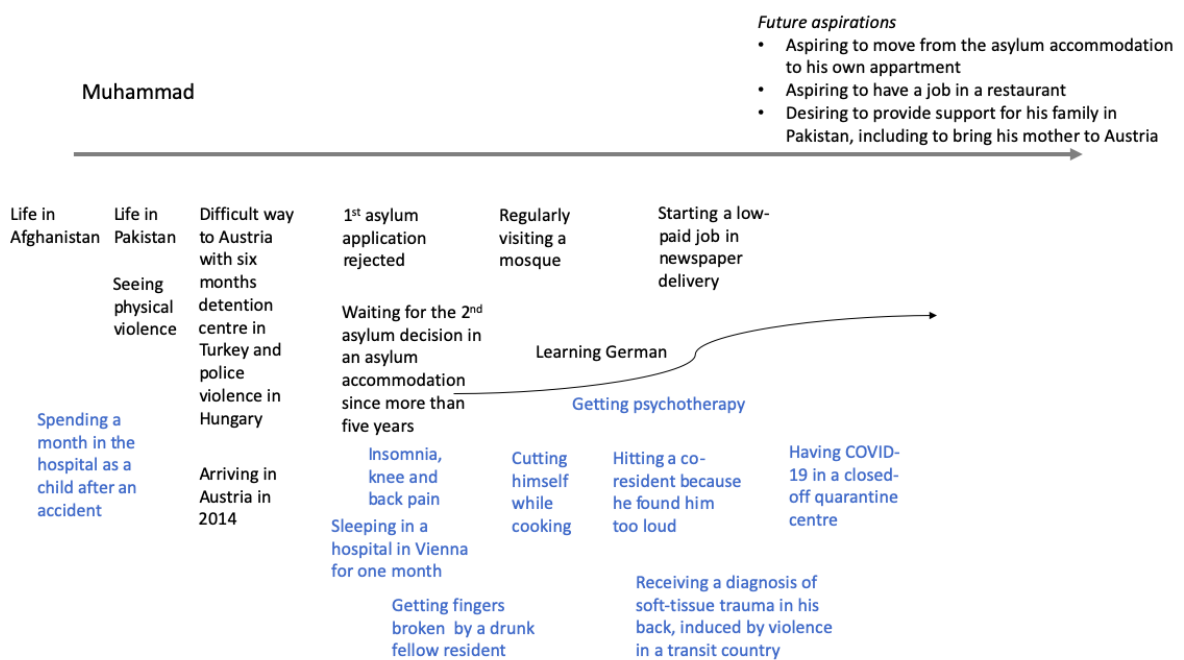 Future aspirations
• Aspiring to move from the asylum accommodation
to his own appartment
• Aspiring to have a job in a restaurant
• Desiring to provide support for his family in
Pakistan, including to bring his mother to Austria
Muhammad
Life in
Afghanistan
Life in
Pakistan
Seeing
physical
violence
Difficult way
to Austria
with six
months
detention
centre in
Turkey and
police
violence in
Hungary
Arriving in
Austria in
2014
1st asylum
application
rejected
Waiting for the 2nd
asylum decision in
an asylum
accommodation
since more than
five years
Regularly
visiting a
mosque
Starting a low-
paid job in
newspaper
delivery
Learning German
Getting psychotherapy
Spending a
month in the
hospital as a
child after an
accident
Insomnia,
knee and
back pain
Sleeping in a
hospital in Vienna
for one month
Getting fingers
broken by a drunk
fellow resident
Cutting
himself
while
cooking
Hitting a co-
resident because
he found him
too loud
Receiving a diagnosis of
soft-tissue trauma in his
back, induced by violence
in a transit country
Having COVID-
19 in a closed-
off quarantine
centre